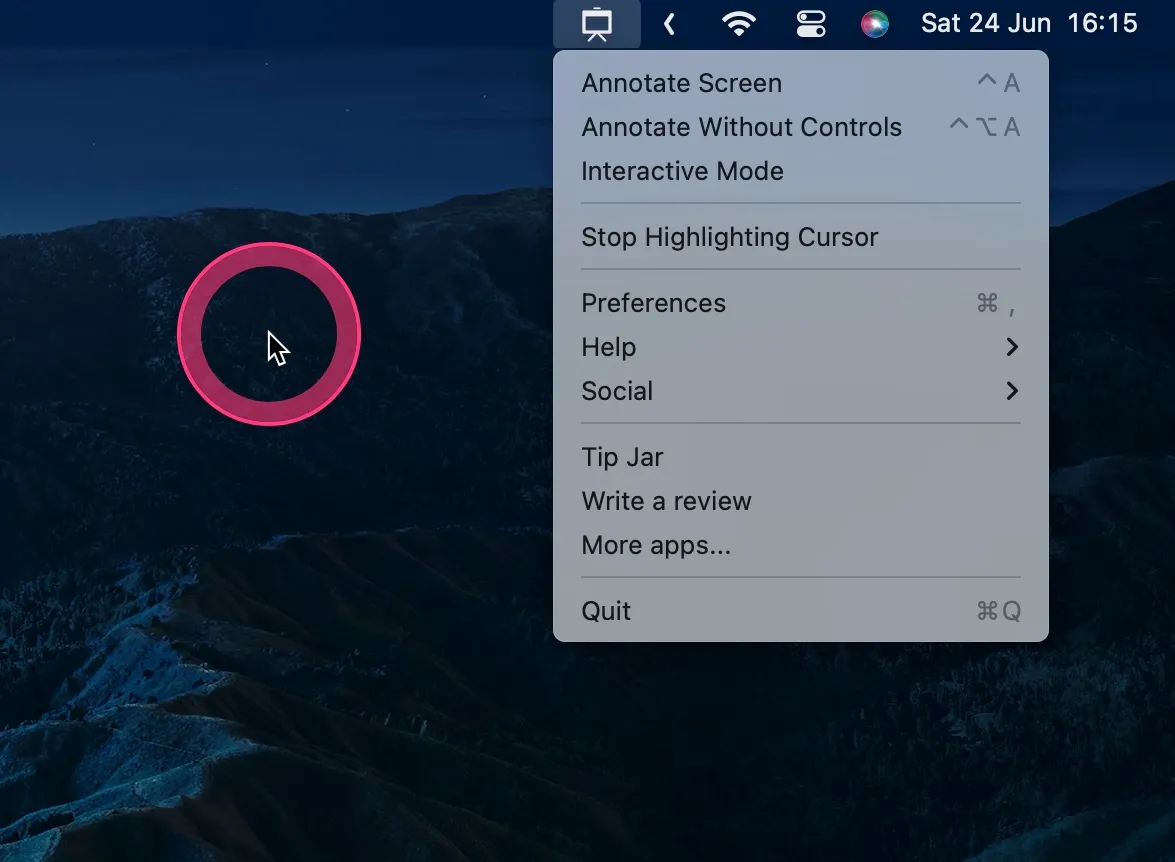 Sat 24 Jun 16:15
Annotate Screen ^ A
Annotate Without Controls ^ ⌥ A
Interactive Mode
Stop Highlighting Cursor
Preferences ⌘ ,
Help
Social
Tip Jar
Write a review
More apps...
Quit ⌘ Q